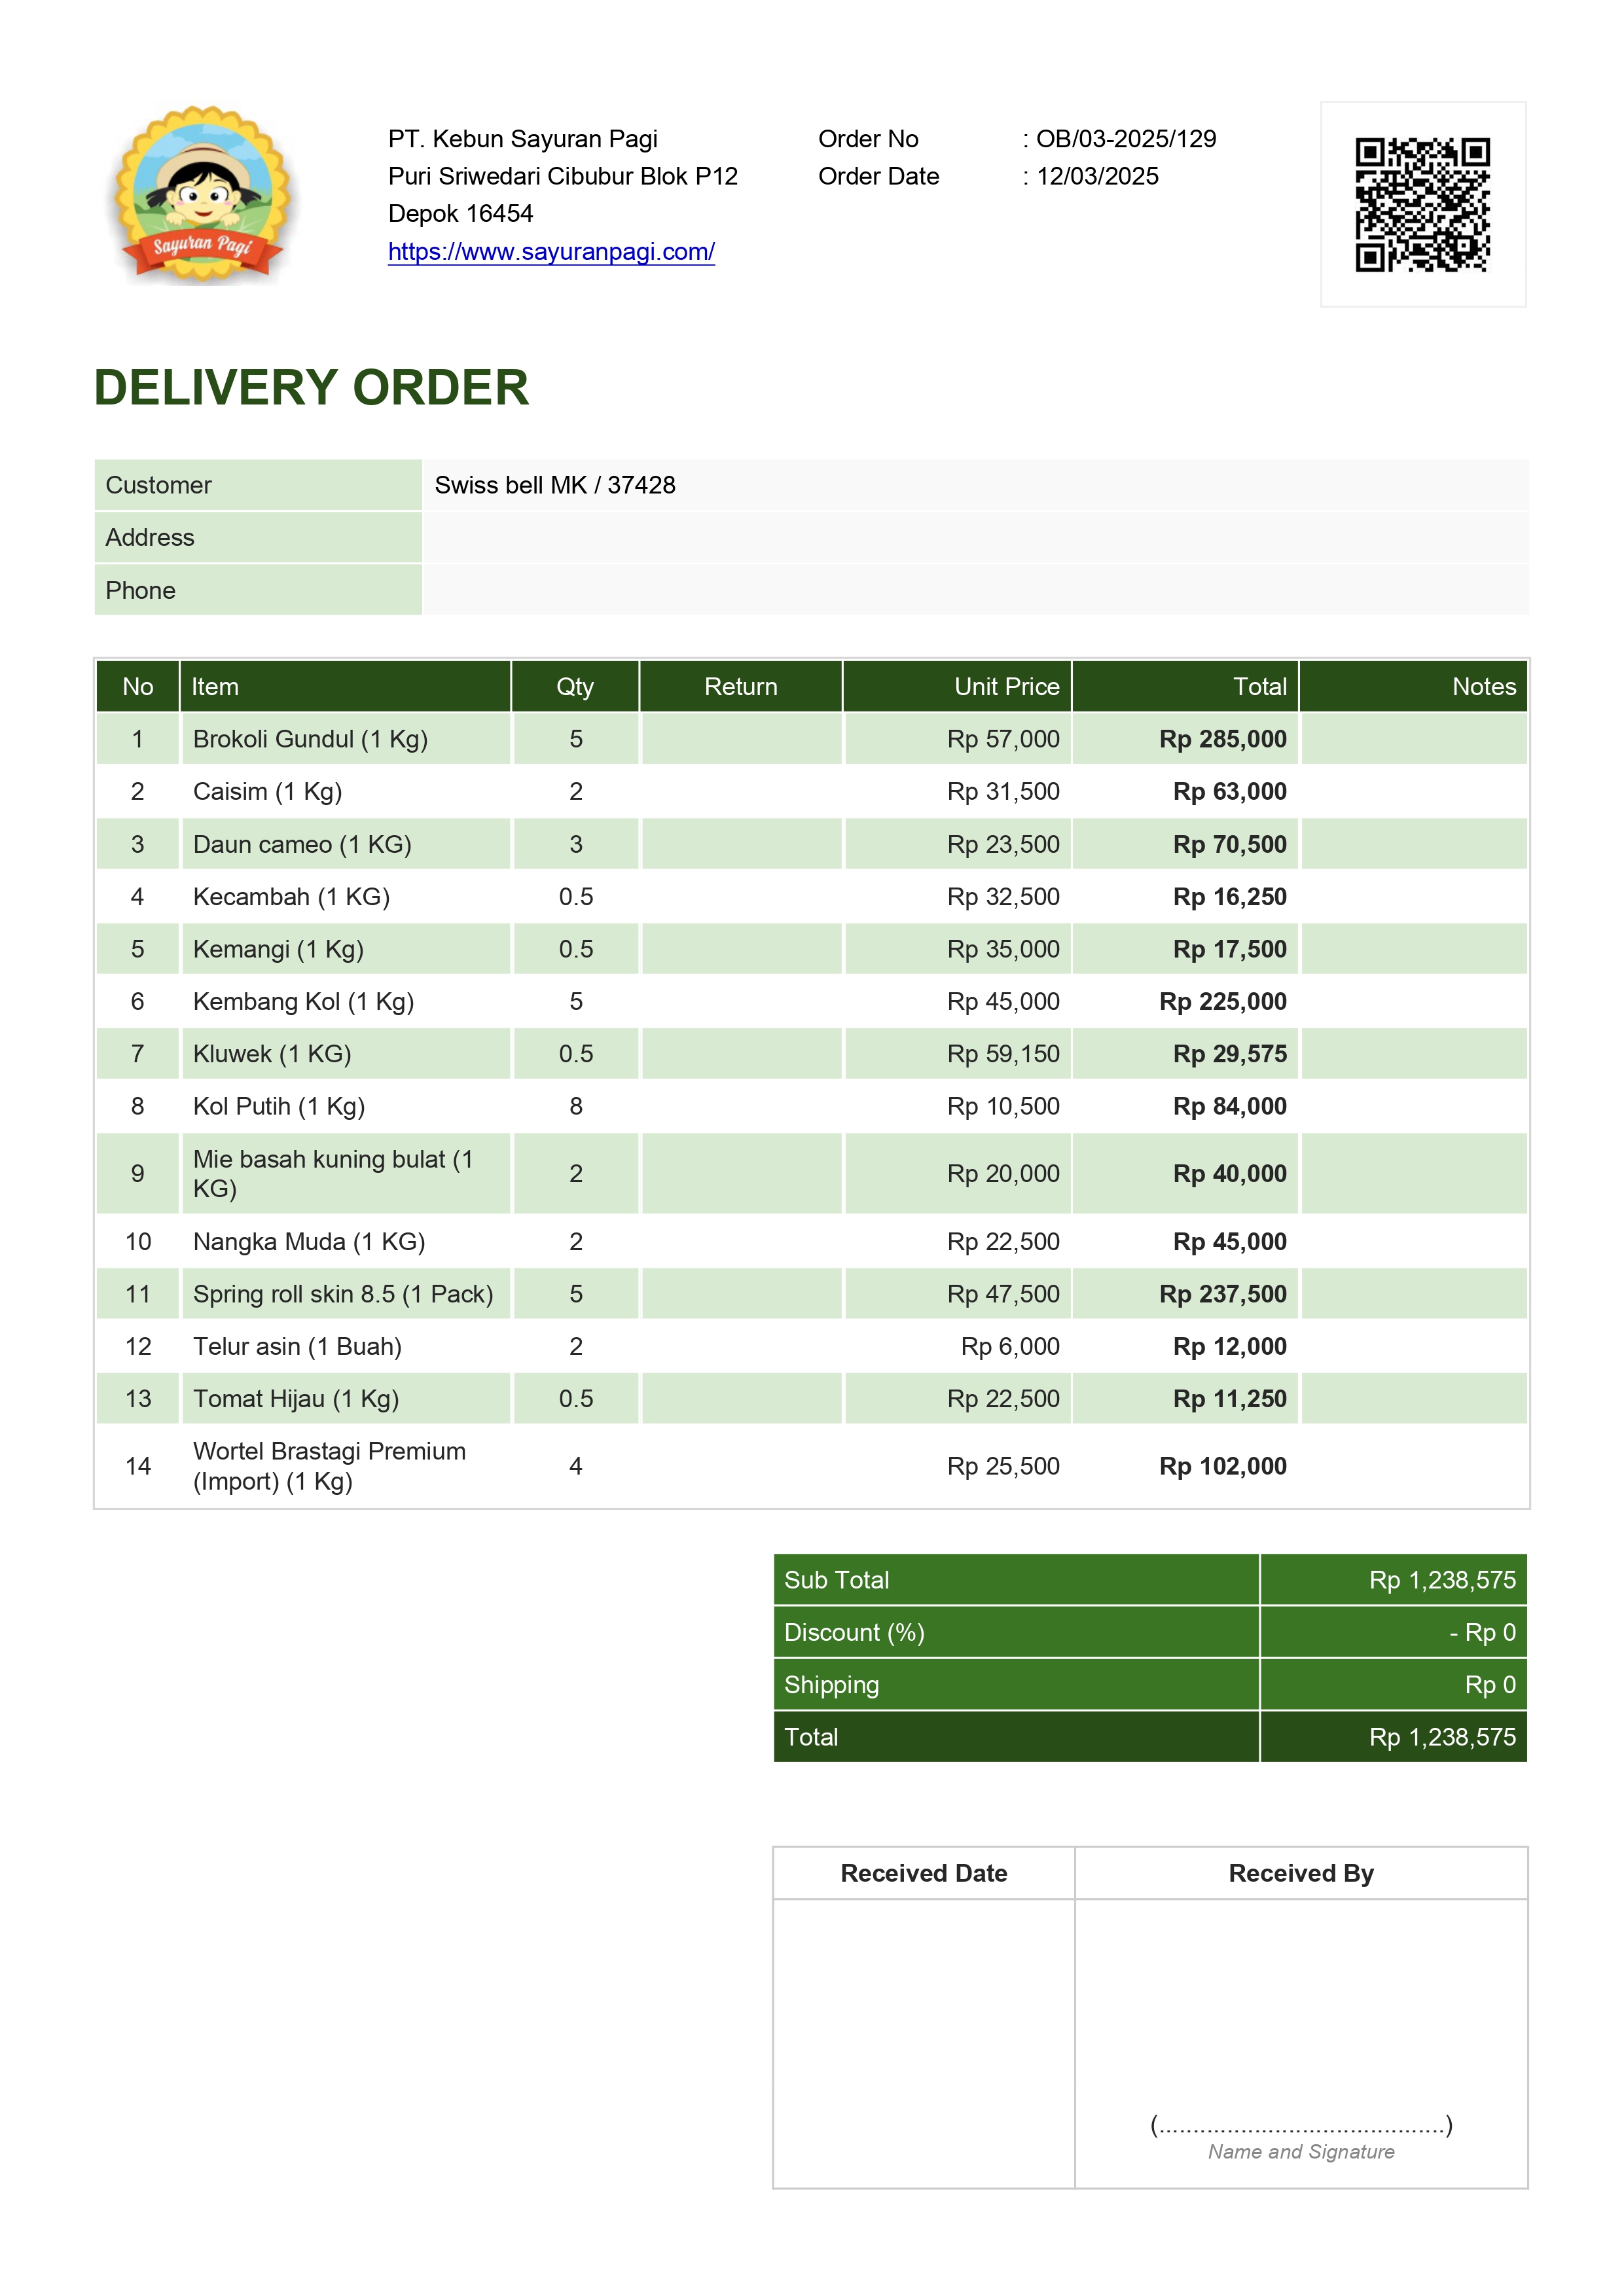 Sayuran Pagi
PT. Kebun Sayuran Pagi
Puri Sriwedari Cibubur Blok P12
Depok 16454
https://www.sayuranpagi.com/
Order No : OB/03-2025/129
Order Date : 12/03/2025
DELIVERY ORDER
Customer Swiss bell MK / 37428
Address
Phone
No Item Qty Return Unit Price Total Notes
1 Brokoli Gundul (1 Kg) 5 Rp 57,000 Rp 285,000
2 Caisim (1 Kg) 2 Rp 31,500 Rp 63,000
3 Daun cameo (1 KG) 3 Rp 23,500 Rp 70,500
4 Kecambah (1 KG) 0.5 Rp 32,500 Rp 16,250
5 Kemangi (1 Kg) 0.5 Rp 35,000 Rp 17,500
6 Kembang Kol (1 Kg) 5 Rp 45,000 Rp 225,000
7 Kluwek (1 KG) 0.5 Rp 59,150 Rp 29,575
8 Kol Putih (1 Kg) 8 Rp 10,500 Rp 84,000
9 Mie basah kuning bulat (1
KG) 2 Rp 20,000 Rp 40,000
10 Nangka Muda (1 KG) 2 Rp 22,500 Rp 45,000
11 Spring roll skin 8.5 (1 Pack) 5 Rp 47,500 Rp 237,500
12 Telur asin (1 Buah) 2 Rp 6,000 Rp 12,000
13 Tomat Hijau (1 Kg) 0.5 Rp 22,500 Rp 11,250
14 Wortel Brastagi Premium
(Import) (1 Kg) 4 Rp 25,500 Rp 102,000
Sub Total Rp 1,238,575
Discount (%) - Rp 0
Shipping Rp 0
Total Rp 1,238,575
Received Date Received By
(..........................................)
Name and Signature